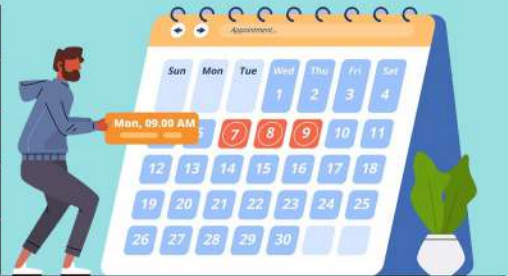 Appointment...
Sun Mon Tue Wed Thu Fri Sat
1 2 3 4
Mon, 09.00 AM
7 8 9 10 11
12 13 14 15 16 17 18
19 20 21 22 23 24 25
26 27 28 29 30